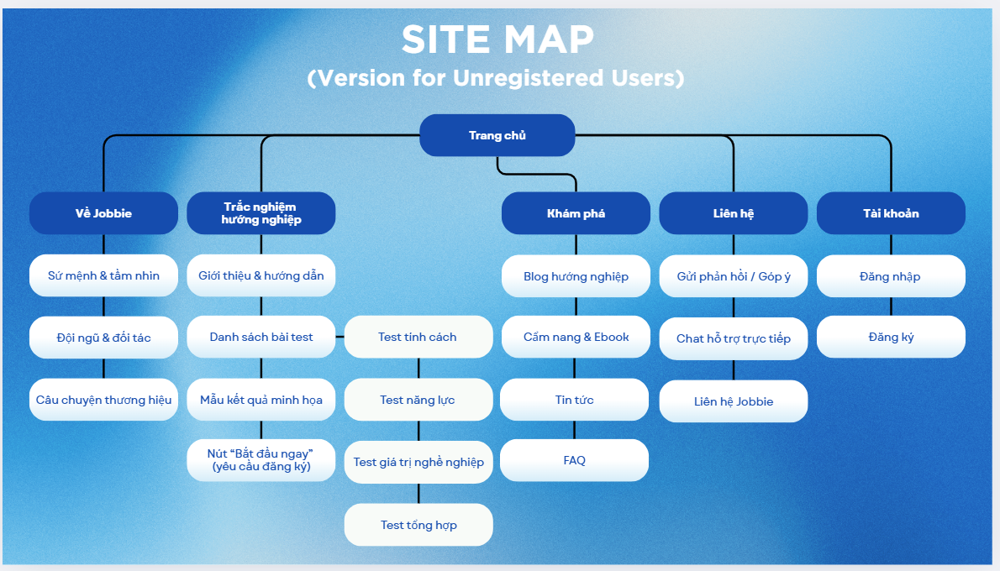 SITE MAP
(Version for Unregistered Users)
Trang chủ
Về Jobbie
Sứ mệnh & tầm nhìn
Đội ngũ & đối tác
Câu chuyện thương hiệu
Trắc nghiệm
hướng nghiệp
Giới thiệu & hướng dẫn
Danh sách bài test
Mẫu kết quả minh họa
Nút “Bắt đầu ngay”
(yêu cầu đăng ký)
Test tính cách
Test năng lực
Test giá trị nghề nghiệp
Test tổng hợp
Khám phá
Blog hướng nghiệp
Cẩm nang & Ebook
Tin tức
FAQ
Liên hệ
Gửi phản hồi / Góp ý
Chat hỗ trợ trực tiếp
Liên hệ Jobbie
Tài khoản
Đăng nhập
Đăng ký